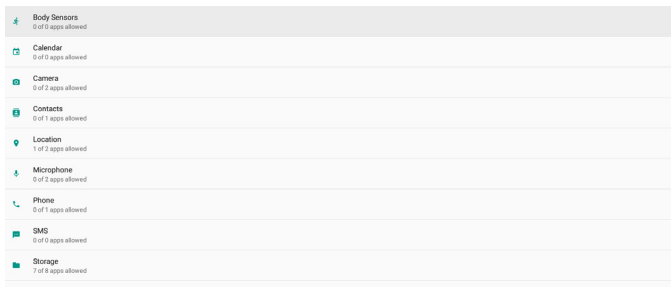 Body Sensors
0 of 0 apps allowed
Calendar
0 of 0 apps allowed
Camera
0 of 2 apps allowed
Contacts
0 of 1 apps allowed
Location
1 of 2 apps allowed
Microphone
0 of 2 apps allowed
Phone
0 of 1 apps allowed
SMS
0 of 0 apps allowed
Storage
7 of 8 apps allowed